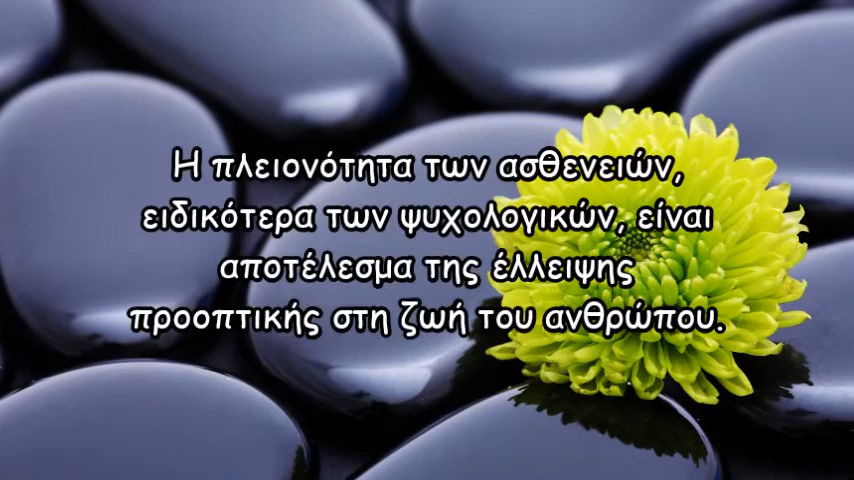 Η πλειονότητα των ασθενειών,
ειδικότερα των ψυχολογικών, είναι
αποτέλεσμα της έλλειψης
προοπτικής στη ζωή του ανθρώπου.